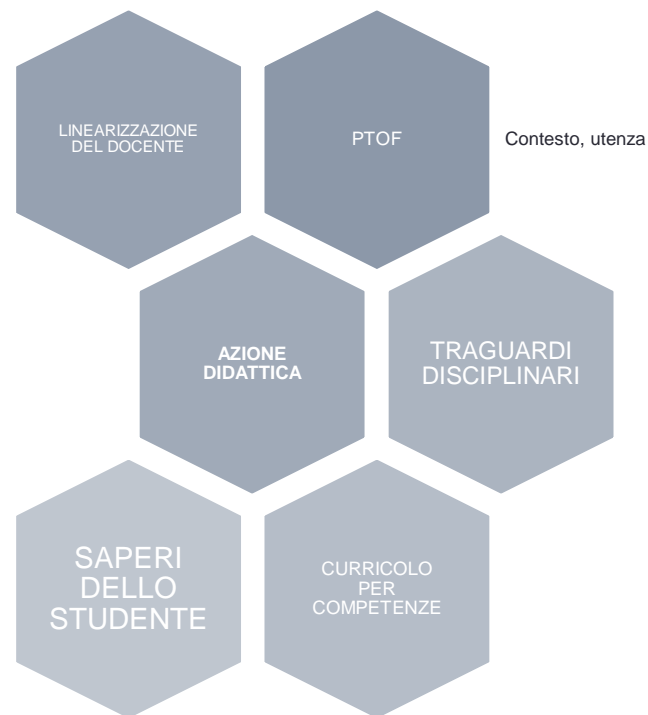 LINEARIZZAZIONE
DEL DOCENTE
PTOF
Contesto, utenza
AZIONE
DIDATTICA
TRAGUARDI
DISCIPLINARI
SAPERI
DELLO
STUDENTE
CURRICOLO
PER
COMPETENZE